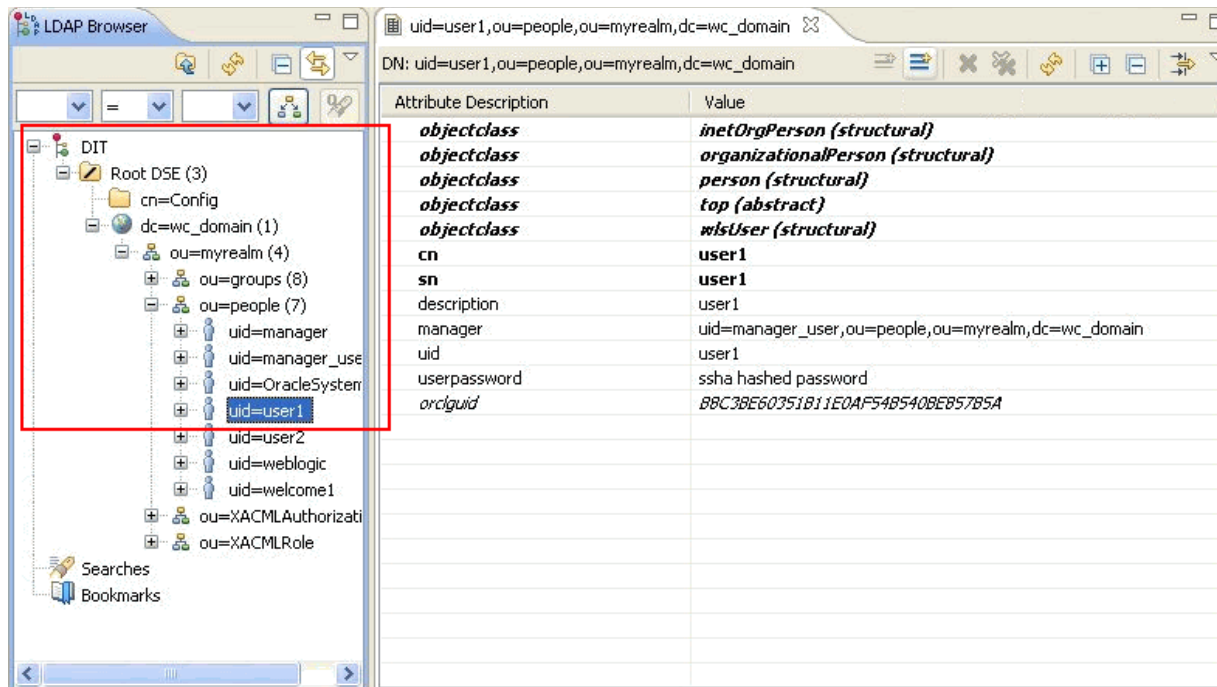 LDAP Browser
=
DIT
Root DSE (3)
cn=Config
dc=wc_domain (1)
ou=myrealm (4)
ou=groups (8)
ou=people (7)
uid=manager
uid=manager_use
uid=OracleSystem
uid=user1
uid=user2
uid=weblogic
uid=welcome1
ou=XACMLAuthorizati
ou=XACMLRole
Searches
Bookmarks
uid=user1,ou=people,ou=myrealm,dc=wc_domain
DN: uid=user1,ou=people,ou=myrealm,dc=wc_domain
Attribute Description Value
objectclass inetOrgPerson (structural)
objectclass organizationalPerson (structural)
objectclass person (structural)
objectclass top (abstract)
objectclass wlsUser (structural)
cn user1
sn user1
description user1
manager uid=manager_user,ou=people,ou=myrealm,dc=wc_domain
uid user1
userpassword ssha hashed password
orclguid